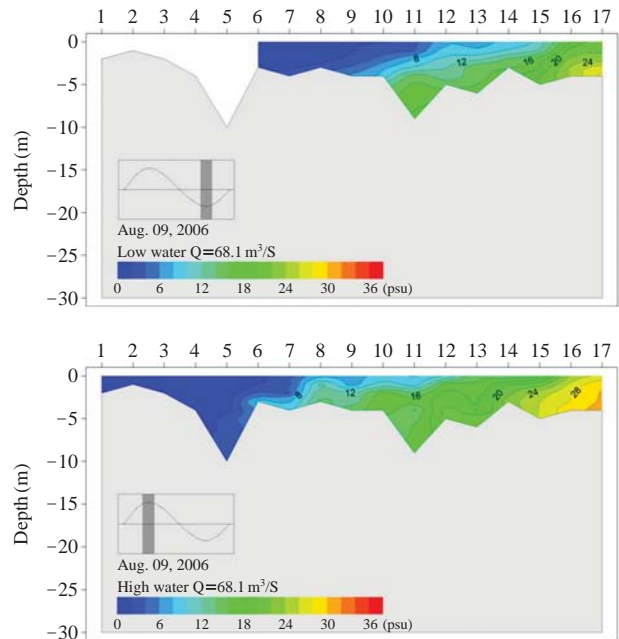 1 2 3 4 5 6 7 8 9 10 11 12 13 14 15 16 17
-0
-5
-10
-15
-20
-25
-30
Depth (m)
8 12 16 20 24
Aug. 09, 2006
Low water Q=68.1 m³/S
0 6 12 18 24 30 36 (psu)
1 2 3 4 5 6 7 8 9 10 11 12 13 14 15 16 17
-0
-5
-10
-15
-20
-25
-30
Depth (m)
8 12 16 20 24 28
Aug. 09, 2006
High water Q=68.1 m³/S
0 6 12 18 24 30 36 (psu)